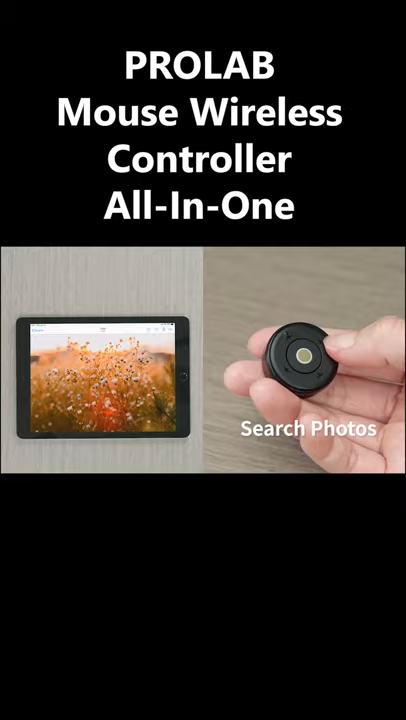 PROLAB
Mouse Wireless
Controller
All-In-One
Search Photos